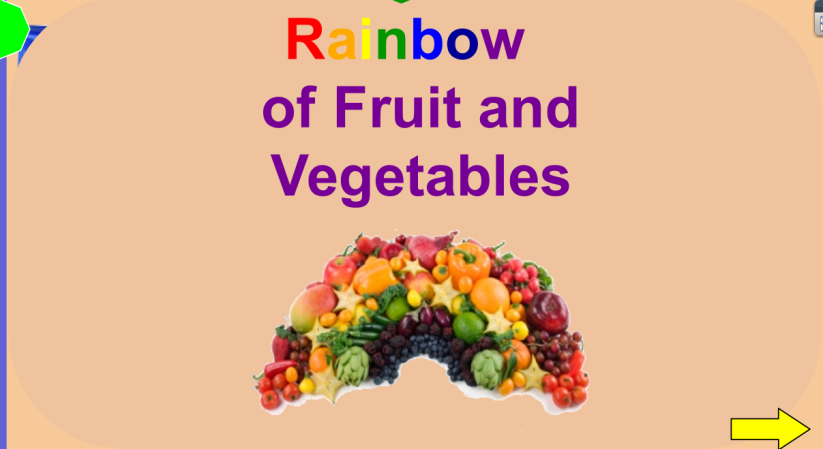 Rainbow
of Fruit and
Vegetables